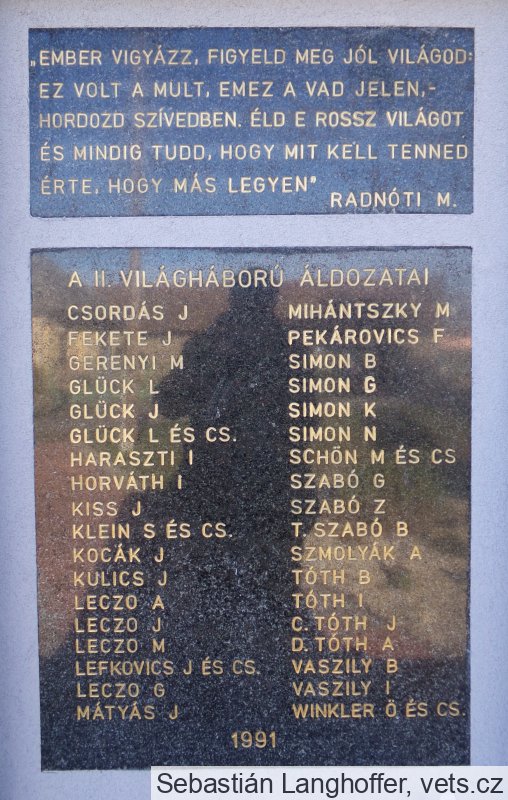 „EMBER VIGYÁZZ, FIGYELD MEG JÓL VILÁGOD:
EZ VOLT A MULT, EMEZ A VAD JELEN,-
HORDOZD SZÍVEDBEN. ÉLD E ROSSZ VILÁGOT
ÉS MINDIG TUDD, HOGY MIT KELL TENNED
ÉRTE, HOGY MÁS LEGYEN"
RADNÓTI M.
A II. VILÁGHÁBORÚ ÁLDOZATAI
CSORDÁS J
FEKETE J
GERENYI M
GLÜCK L
GLÜCK J
GLÜCK L ÉS CS.
HARASZTI I
HORVÁTH I
KISS J
KLEIN S ÉS CS.
KOCÁK J
KULICS J
LECZO A
LECZO J
LECZO M
LEFKOVICS J ÉS CS.
LECZO G
MÁTYÁS J
MIHÁNTSZKY M
PEKÁROVICS F
SIMON B
SIMON G
SIMON K
SIMON N
SCHÖN M ÉS CS
SZABÓ G
SZABÓ Z
T. SZABÓ B
SZMOLYÁK A
TÓTH B
TÓTH I
C. TÓTH J
D. TÓTH A
VASZILY B
VASZILY I
WINKLER Ö ÉS CS.
1991
Sebastián Langhoffer, vets.cz